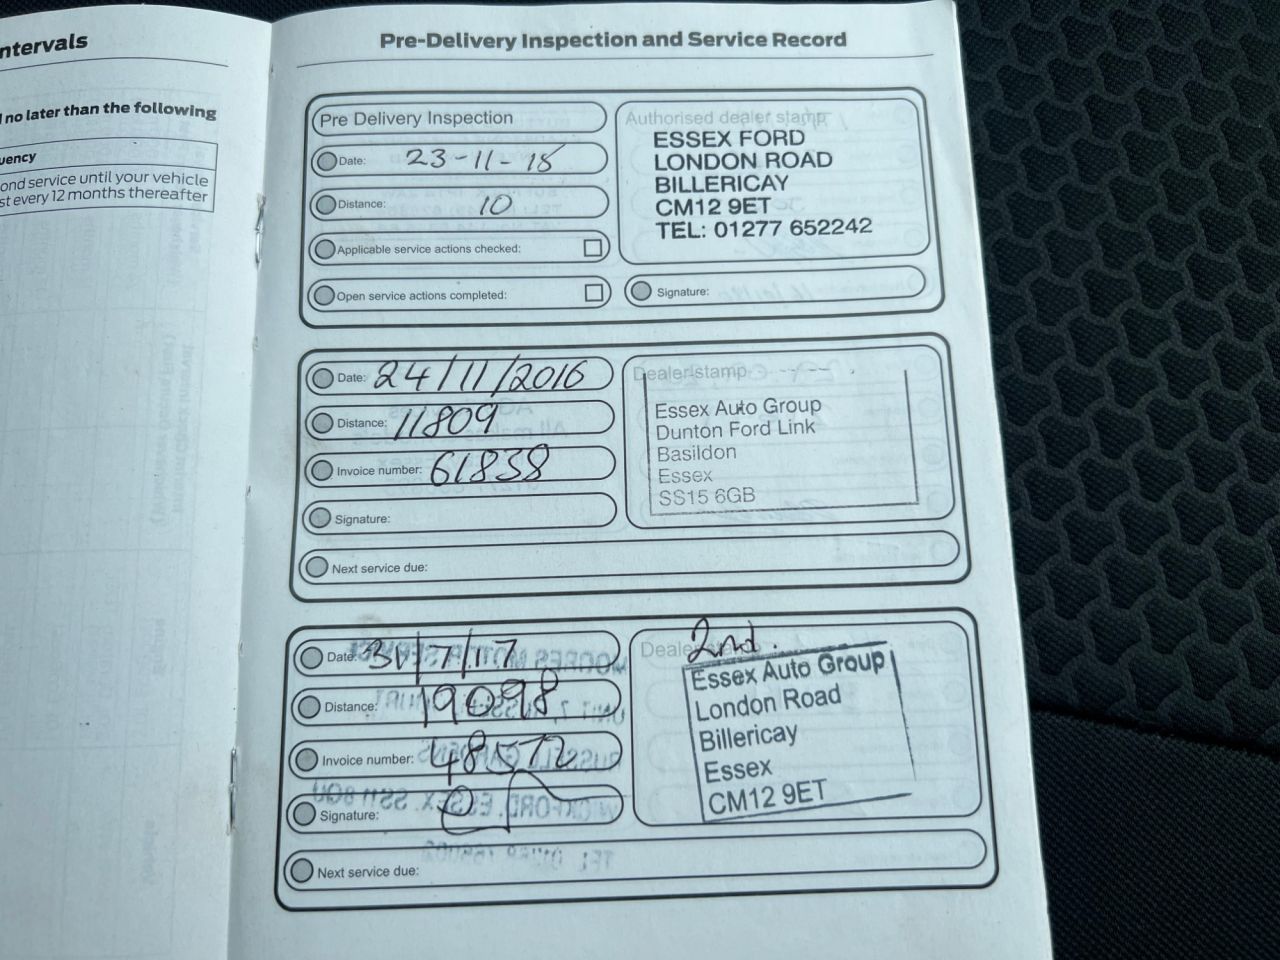 ntervals
no later than the following
uency
ond service until your vehicle
st every 12 months thereafter
Pre-Delivery Inspection and Service Record
Pre Delivery Inspection
Date: 23-11-15
Distance: 10
Applicable service actions checked:
Open service actions completed:
Authorised dealer stamp
ESSEX FORD
LONDON ROAD
BILLERICAY
CM12 9ET
TEL: 01277 652242
Signature:
Date: 24/11/2016
Distance: 11809
Invoice number: 61838
Signature:
Next service due:
Dealer stamp
Essex Auto Group
Dunton Ford Link
Basildon
Essex
SS15 6GB
Date: 31/7/17
Distance: 19098
Invoice number: 48572
Signature:
Next service due:
2nd.
Essex Auto Group
London Road
Billericay
Essex
CM12 9ET